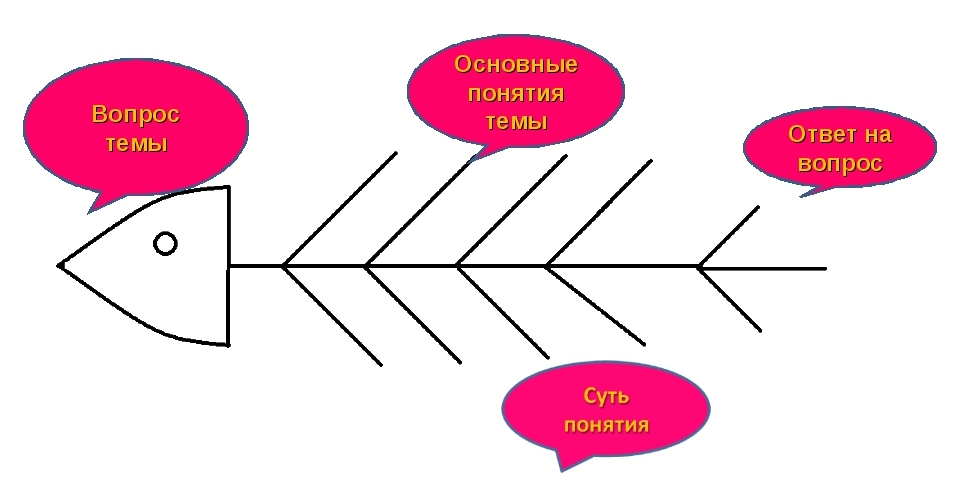 Вопрос
темы
Основные
понятия
темы
Ответ на
вопрос
Суть
понятия